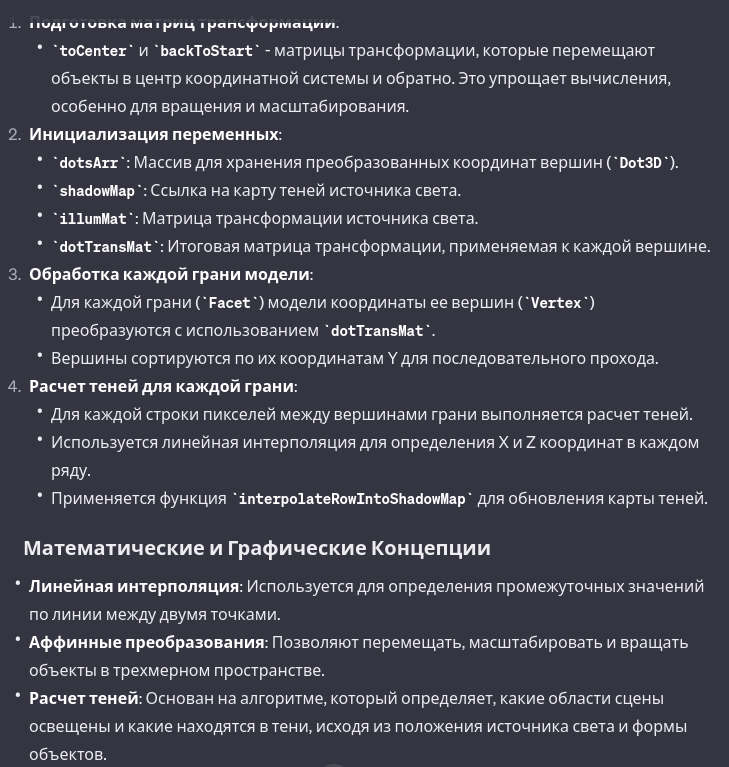 1. Подготовка матриц трансформации:
• `toCenter` и `backToStart` - матрицы трансформации, которые перемещают
объекты в центр координатной системы и обратно. Это упрощает вычисления,
особенно для вращения и масштабирования.
2. Инициализация переменных:
• `dotsArr`: Массив для хранения преобразованных координат вершин (`Dot3D`).
• `shadowMap`: Ссылка на карту теней источника света.
• `illumMat`: Матрица трансформации источника света.
• `dotTransMat`: Итоговая матрица трансформации, применяемая к каждой вершине.
3. Обработка каждой грани модели:
• Для каждой грани (`Facet`) модели координаты ее вершин (`Vertex`)
преобразуются с использованием `dotTransMat`.
• Вершины сортируются по их координатам Y для последовательного прохода.
4. Расчет теней для каждой грани:
• Для каждой строки пикселей между вершинами грани выполняется расчет теней.
• Используется линейная интерполяция для определения X и Z координат в каждом
ряду.
• Применяется функция `interpolateRowIntoShadowMap` для обновления карты теней.
Математические и Графические Концепции
• Линейная интерполяция: Используется для определения промежуточных значений
по линии между двумя точками.
• Аффинные преобразования: Позволяют перемещать, масштабировать и вращать
объекты в трехмерном пространстве.
• Расчет теней: Основан на алгоритме, который определяет, какие области сцены
освещены и какие находятся в тени, исходя из положения источника света и формы
объектов.